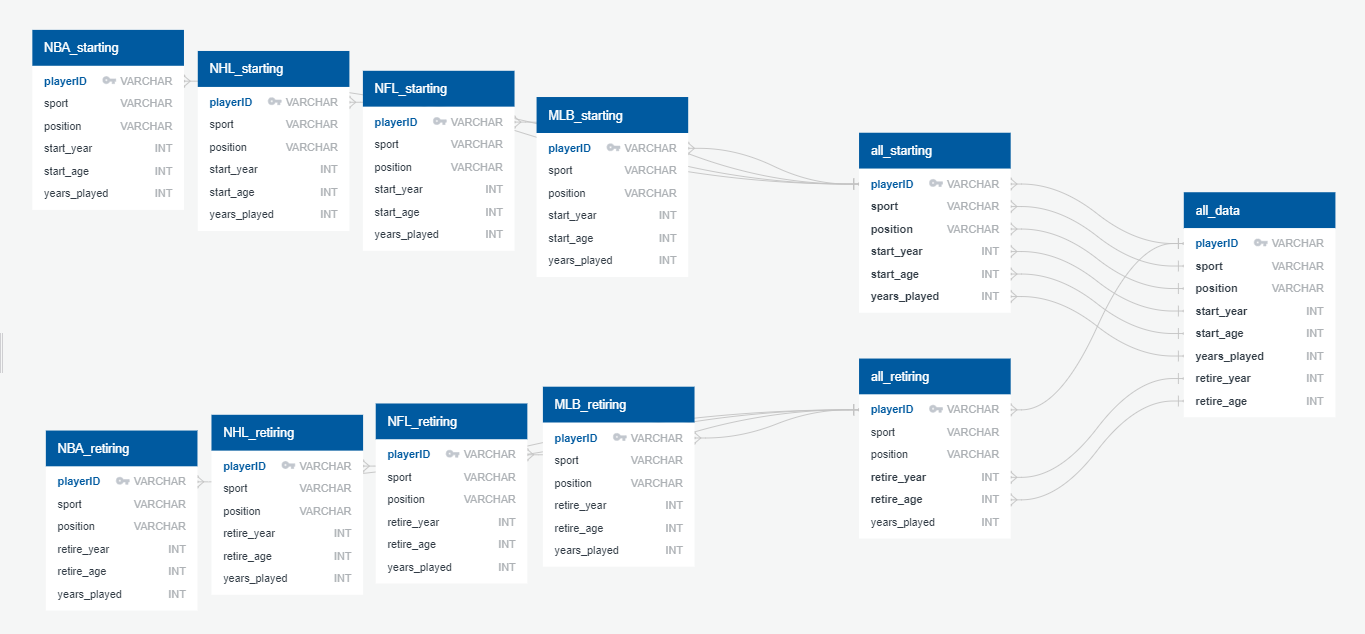 NBA_starting
playerID VARCHAR
sport VARCHAR
position VARCHAR
start_year INT
start_age INT
years_played INT
NHL_starting
playerID VARCHAR
sport VARCHAR
position VARCHAR
start_year INT
start_age INT
years_played INT
NFL_starting
playerID VARCHAR
sport VARCHAR
position VARCHAR
start_year INT
start_age INT
years_played INT
MLB_starting
playerID VARCHAR
sport VARCHAR
position VARCHAR
start_year INT
start_age INT
years_played INT
all_starting
playerID VARCHAR
sport VARCHAR
position VARCHAR
start_year INT
start_age INT
years_played INT
all_data
playerID VARCHAR
sport VARCHAR
position VARCHAR
start_year INT
start_age INT
years_played INT
retire_year INT
retire_age INT
NBA_retiring
playerID VARCHAR
sport VARCHAR
position VARCHAR
retire_year INT
retire_age INT
years_played INT
NHL_retiring
playerID VARCHAR
sport VARCHAR
position VARCHAR
retire_year INT
retire_age INT
years_played INT
NFL_retiring
playerID VARCHAR
sport VARCHAR
position VARCHAR
retire_year INT
retire_age INT
years_played INT
MLB_retiring
playerID VARCHAR
sport VARCHAR
position VARCHAR
retire_year INT
retire_age INT
years_played INT
all_retiring
playerID VARCHAR
sport VARCHAR
position VARCHAR
retire_year INT
retire_age INT
years_played INT